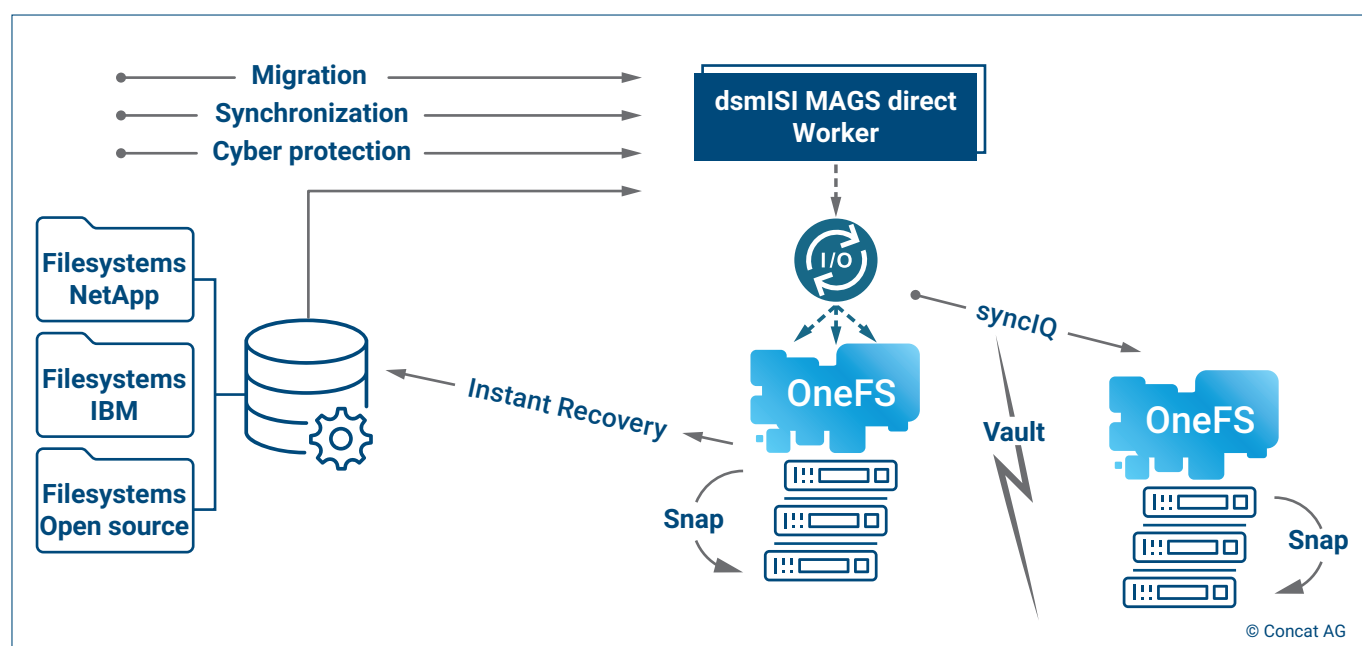 Migration
Synchronization
Cyber protection
dsmISI MAGS direct
Worker
Filesystems
NetApp
Filesystems
IBM
Filesystems
Open source
I/O
syncIQ
OneFS
Instant Recovery
OneFS
Vault
Snap
Snap
© Concat AG